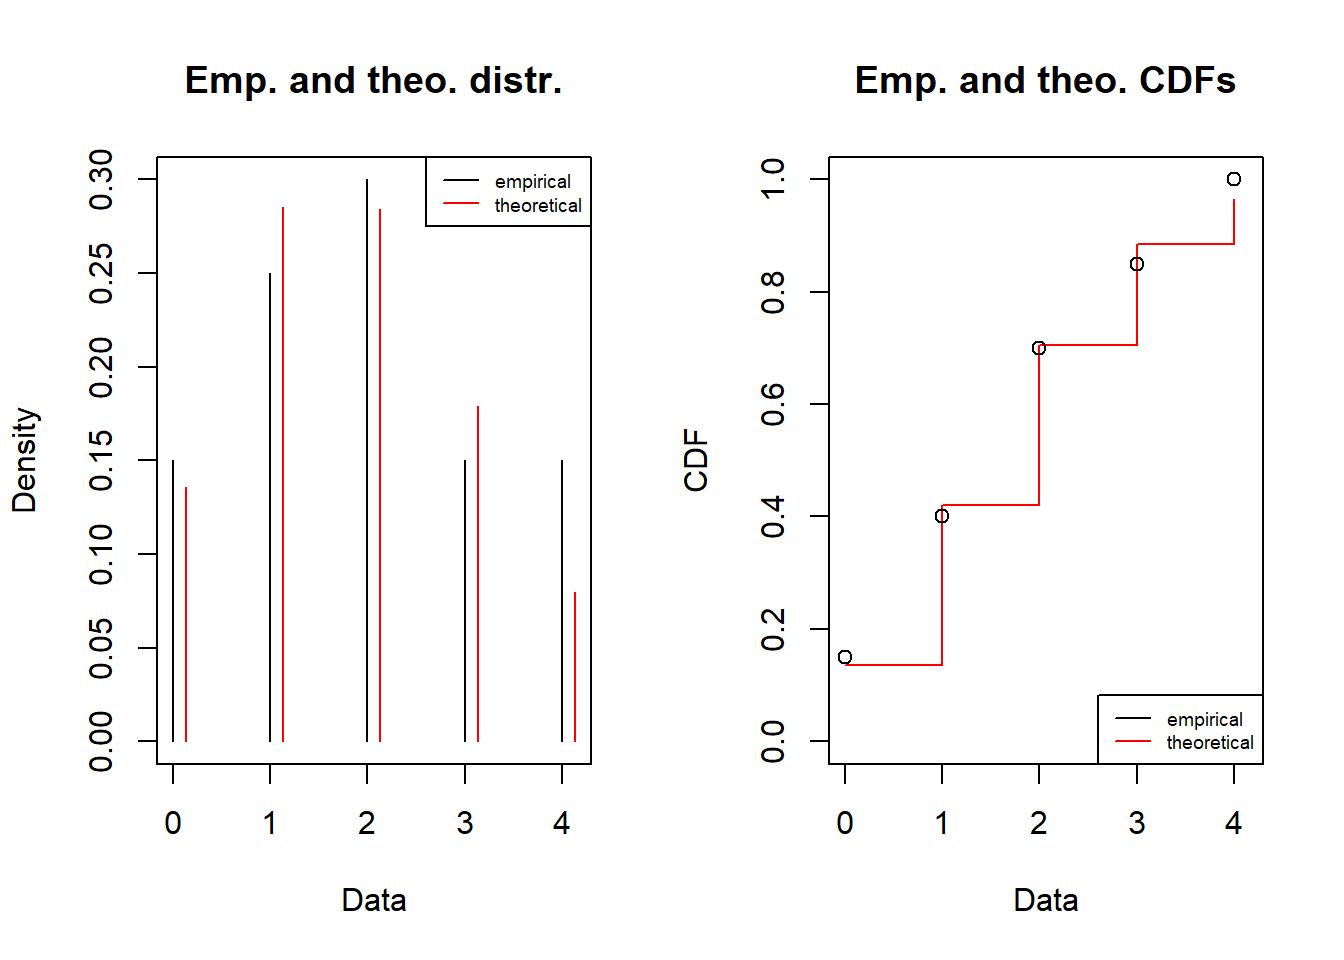 Emp. and theo. distr.
empirical
theoretical
Density
0.00 0.05 0.10 0.15 0.20 0.25 0.30
0 1 2 3 4
Data
Emp. and theo. CDFs
CDF
0.0 0.2 0.4 0.6 0.8 1.0
empirical
theoretical
0 1 2 3 4
Data